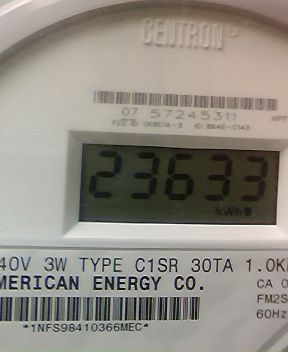 CENTRON®
07 57245311
23633
kWh
40V 3W TYPE C1SR 30TA 1.0K
MERICAN ENERGY CO.
CA 0
FM2S
60Hz
*1NFS98410366MEC*